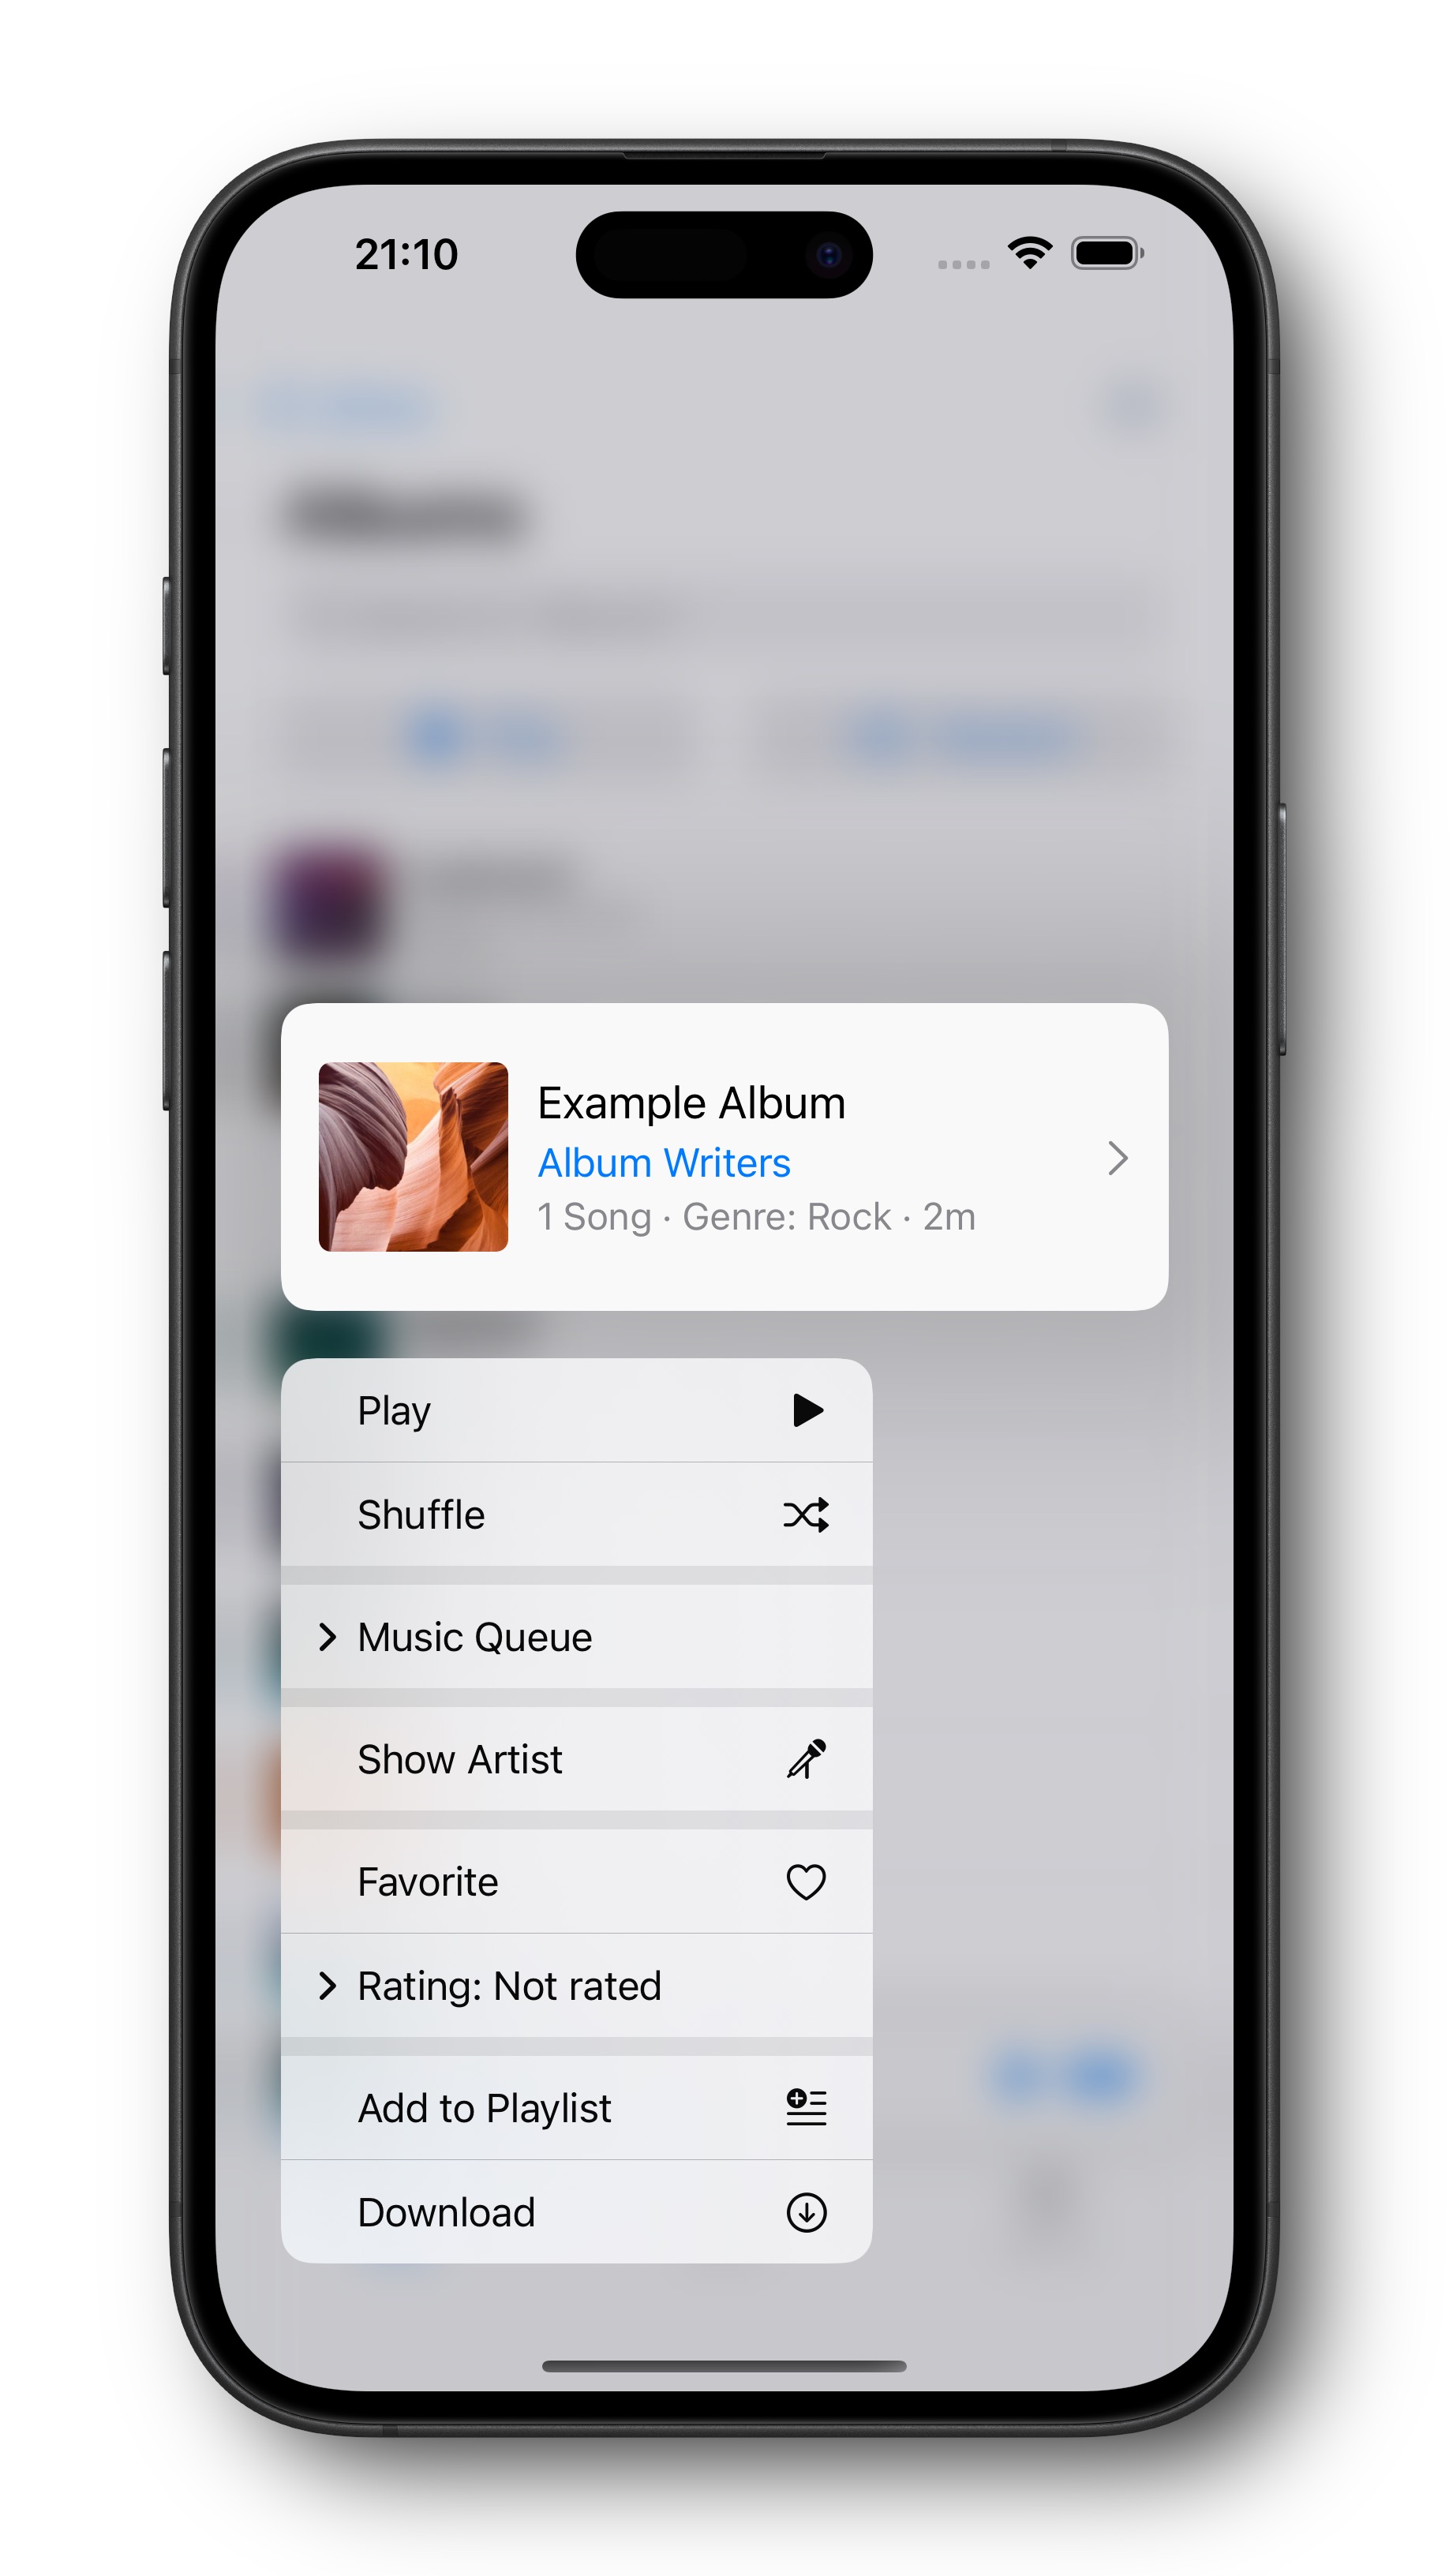 21:10
Example Album
Album Writers
1 Song · Genre: Rock · 2m
Play
Shuffle
Music Queue
Show Artist
Favorite
Rating: Not rated
Add to Playlist
Download